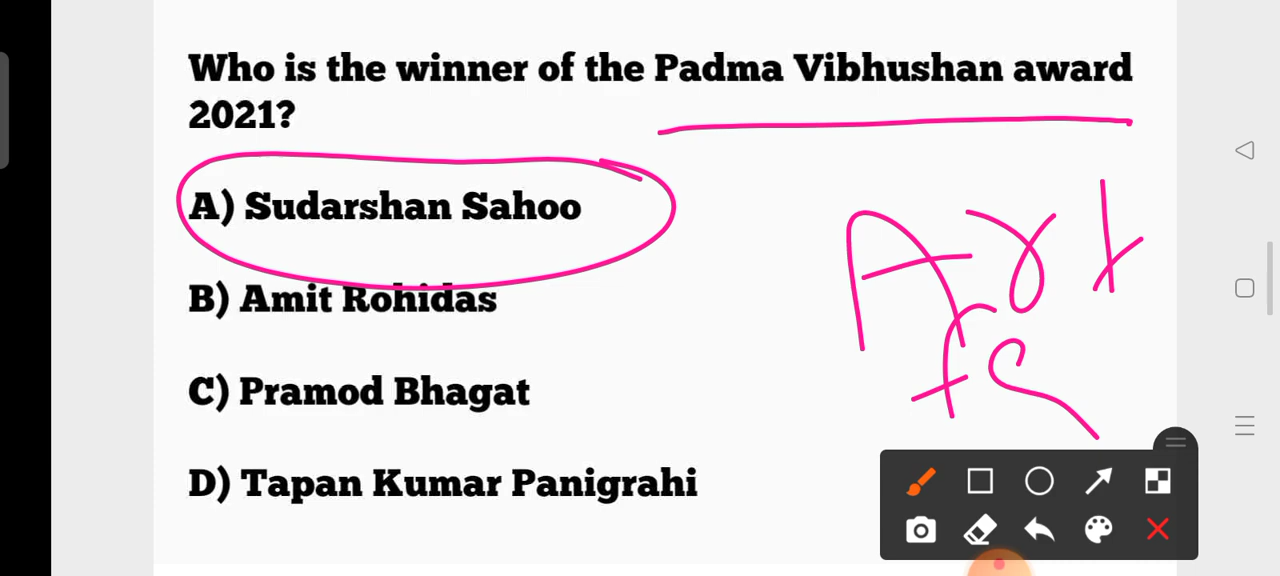 Who is the winner of the Padma Vibhushan award
2021?
A) Sudarshan Sahoo
B) Amit Rohidas
C) Pramod Bhagat
D) Tapan Kumar Panigrahi
Art